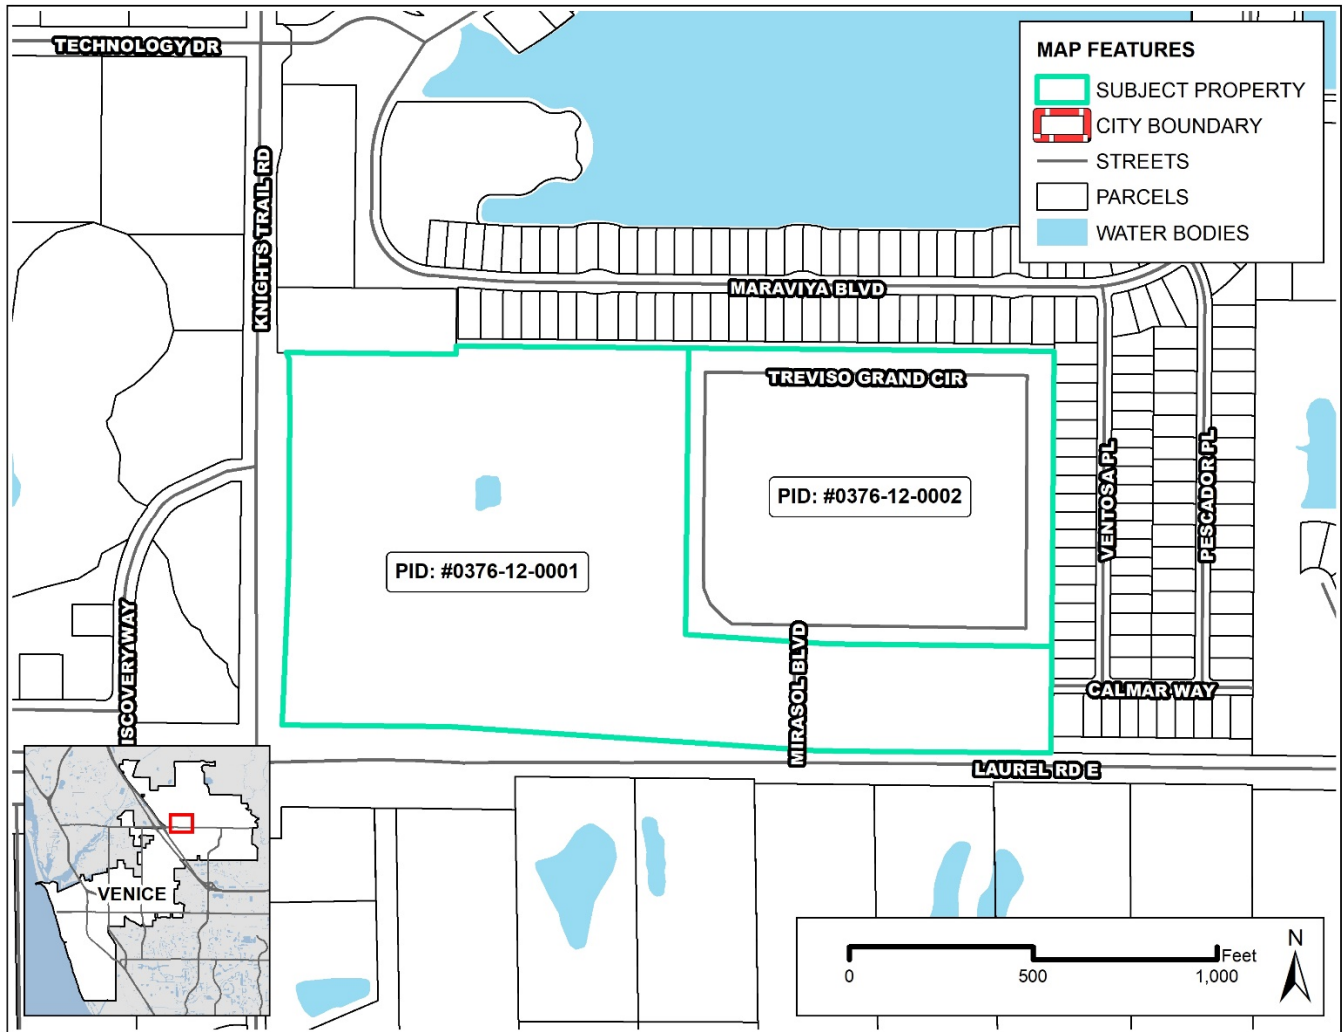 TECHNOLOGY DR
KNIGHTS TRAIL RD
MAP FEATURES
SUBJECT PROPERTY
CITY BOUNDARY
STREETS
PARCELS
WATER BODIES
MARAVIYA BLVD
TREVISO GRAND CIR
PID: #0376-12-0002
PID: #0376-12-0001
VENTOSA PL
PESCADOR PL
ISCOVERY WAY
MIRASOL BLVD
CALMAR WAY
LAUREL RD E
VENICE
Feet
0 500 1,000
N